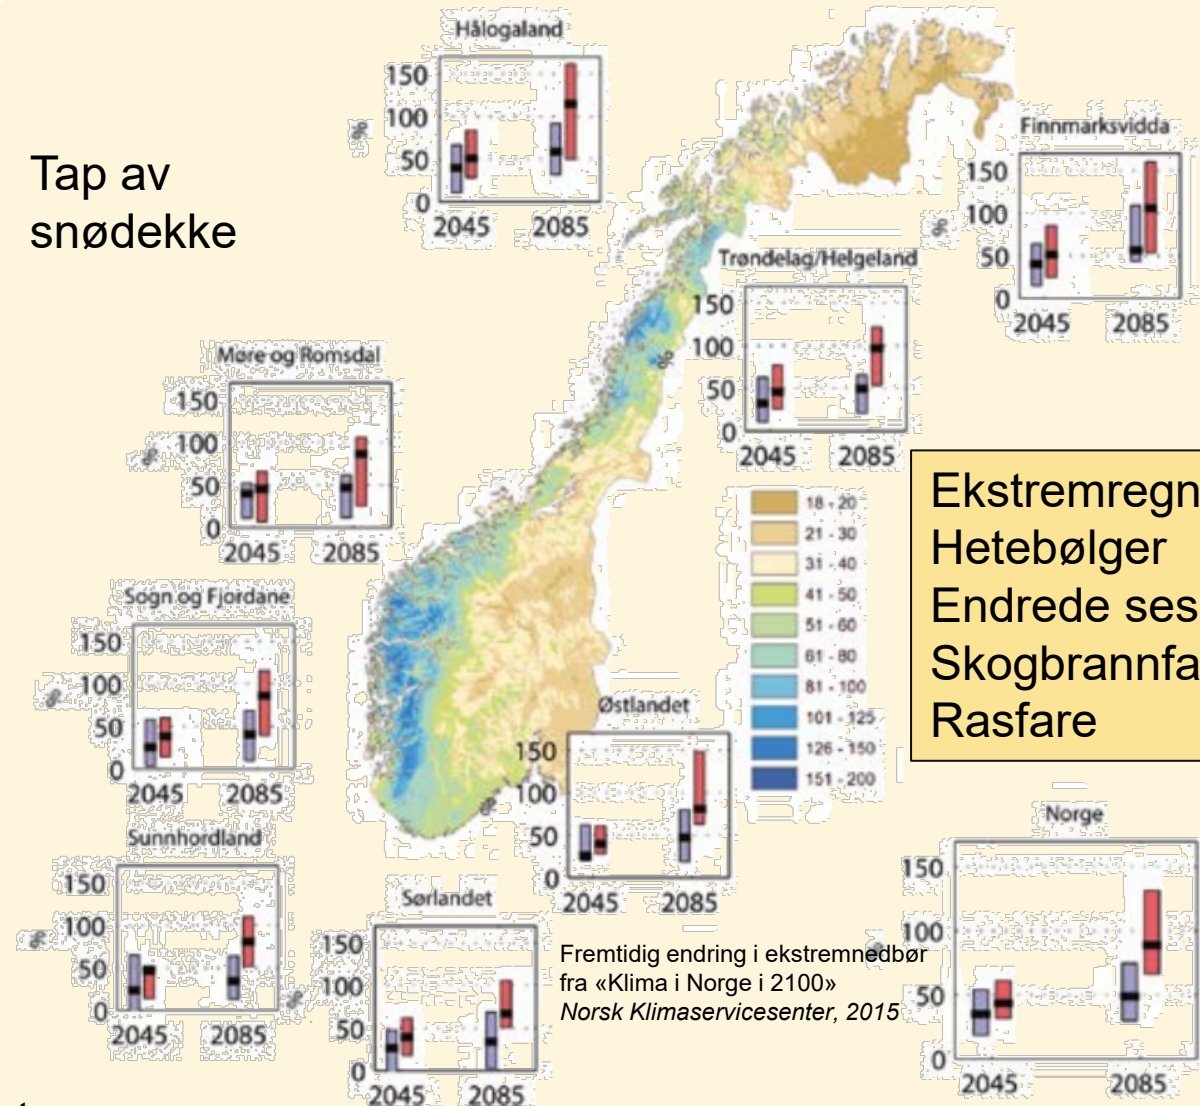 Tap av
snødekke
Hålogaland
150
100
50
0
%
2045 2085
Finnmarksvidda
150
100
50
0
%
2045 2085
Trøndelag/Helgeland
150
100
50
0
%
2045 2085
Møre og Romsdal
150
100
50
0
%
2045 2085
18 - 20
21 - 30
31 - 40
41 - 50
51 - 60
61 - 80
81 - 100
101 - 125
126 - 150
151 - 200
Ekstremregn
Hetebølger
Endrede ses
Skogbrannfa
Rasfare
Sogn og Fjordane
150
100
50
0
%
2045 2085
Østlandet
150
100
50
0
%
2045 2085
Sunnhordland
150
100
50
0
%
2045 2085
Sørlandet
150
100
50
0
%
2045 2085
Fremtidig endring i ekstremnedbør
fra «Klima i Norge i 2100»
Norsk Klimaservicesenter, 2015
Norge
150
100
50
0
%
2045 2085